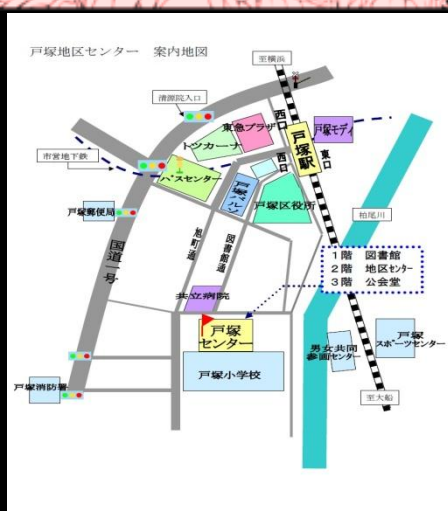 戸塚地区センター 案内地図
至横浜
清源院入口
西口
東急プラザ
トツカーナ
戸塚駅
戸塚モディ
東口
西口
市営地下鉄
バスセンター
戸塚パルソ
戸塚区役所
柏尾川
戸塚郵便局
国道一号
旭町通
図書館通
1階 図書館
2階 地区センター
3階 公会堂
共立病院
戸塚
センター
男女共同
参画センター
戸塚
スポーツセンター
戸塚小学校
戸塚消防署
至大船